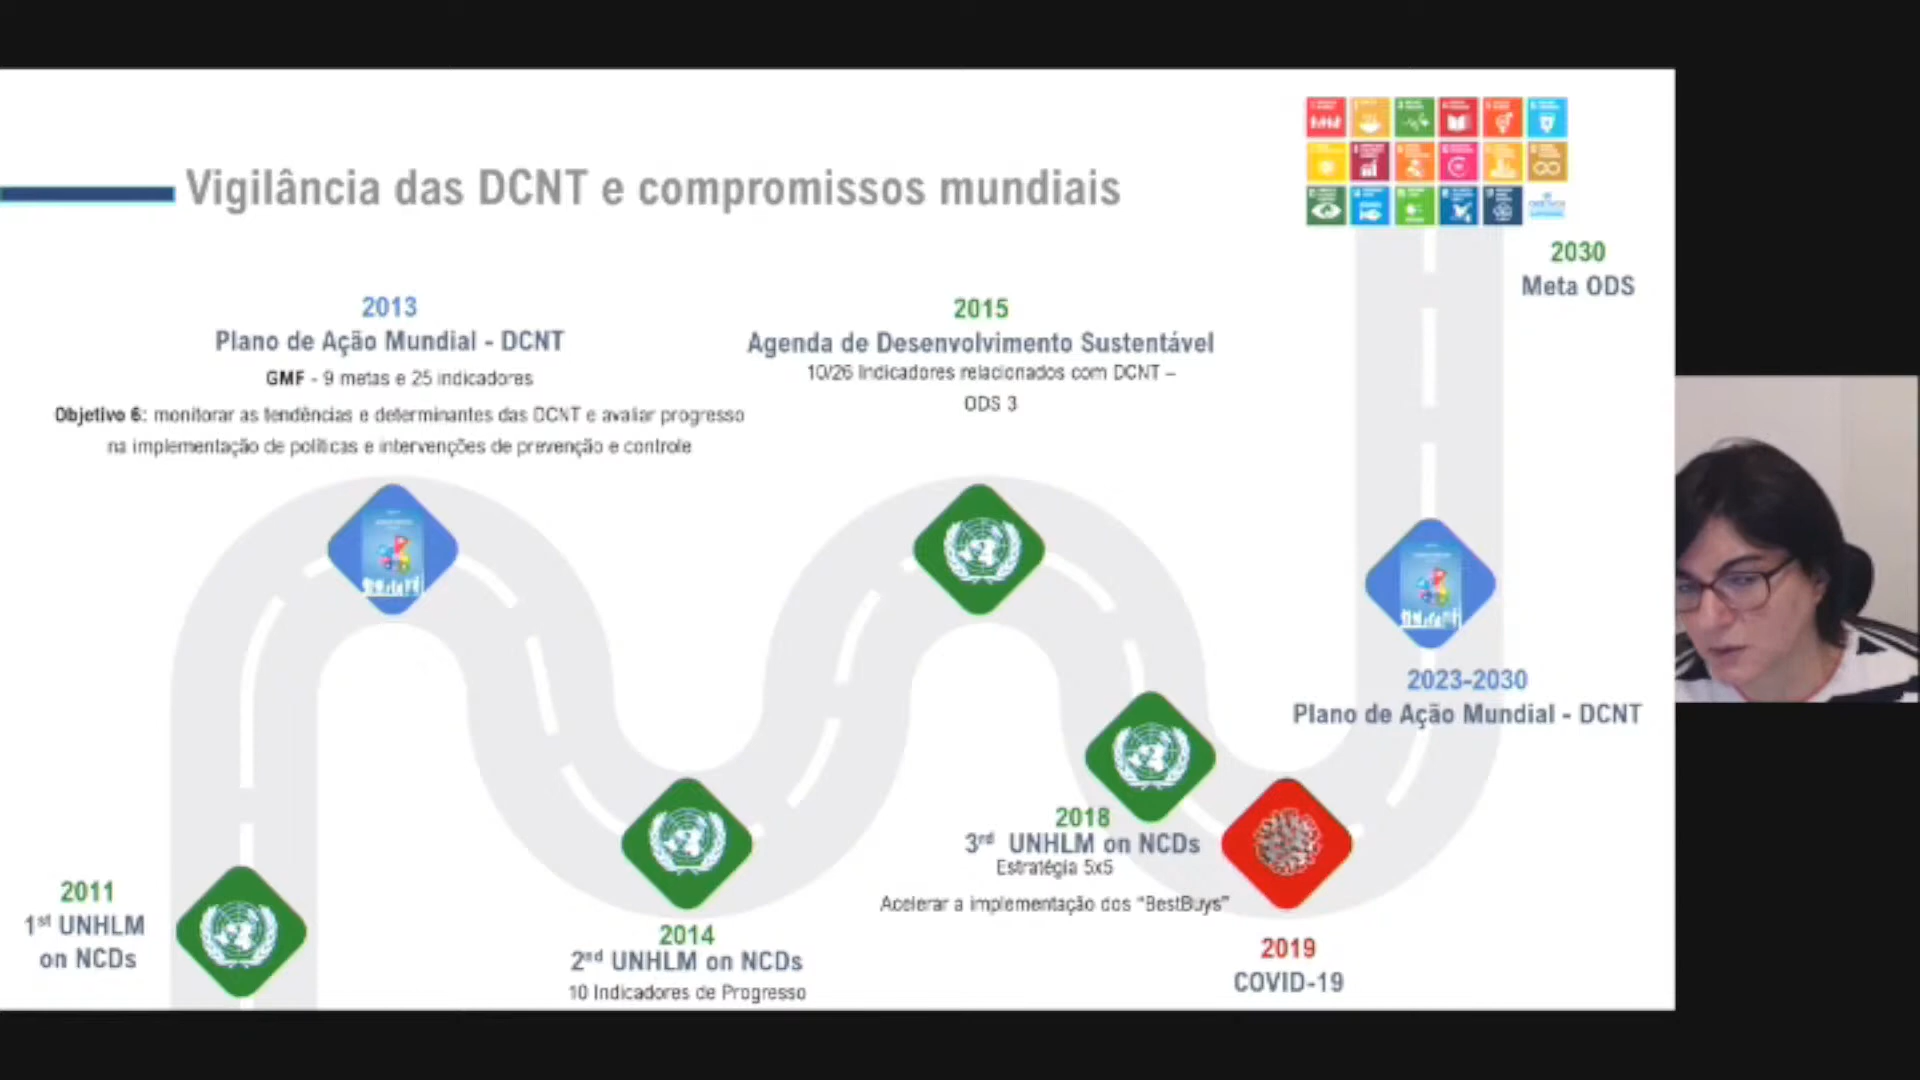 Vigilância das DCNT e compromissos mundiais
2030
Meta ODS
2013
Plano de Ação Mundial - DCNT
GMF - 9 metas e 25 indicadores
Objetivo 6: monitorar as tendências e determinantes das DCNT e avaliar progresso
na implementação de políticas e intervenções de prevenção e controle
2015
Agenda de Desenvolvimento Sustentável
10/26 Indicadores relacionados com DCNT –
ODS 3
2023-2030
Plano de Ação Mundial - DCNT
2018
3rd UNHLM on NCDs
Estratégia 5x5
Acelerar a implementação dos “BestBuys”
2011
1st UNHLM
on NCDs
2014
2nd UNHLM on NCDs
10 Indicadores de Progresso
2019
COVID-19